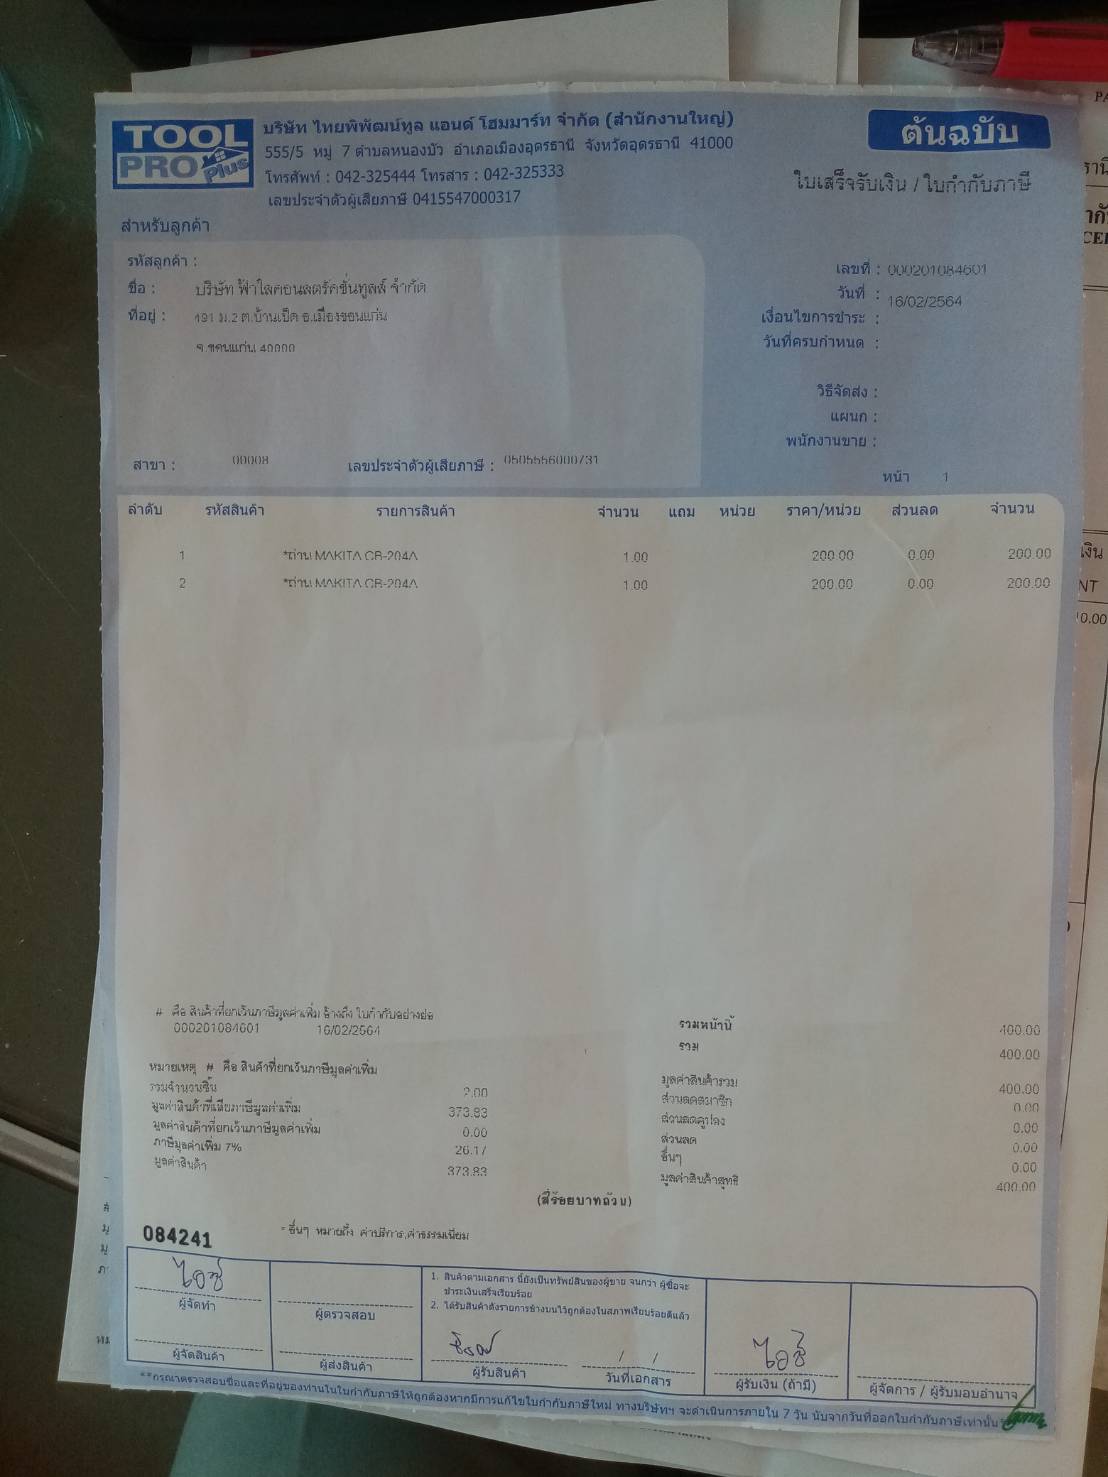 TOOL
PRO Plus
บริษัท ไทยพิพัฒน์ทูล แอนด์ โฮมมาร์ท จำกัด (สำนักงานใหญ่)
555/5 หมู่ 7 ตำบลหนองบัว อำเภอเมืองอุดรธานี จังหวัดอุดรธานี 41000
โทรศัพท์ : 042-325444 โทรสาร : 042-325333
เลขประจำตัวผู้เสียภาษี 0415547000317
ต้นฉบับ
ใบเสร็จรับเงิน / ใบกำกับภาษี
สำหรับลูกค้า
รหัสลูกค้า :
ชื่อ : บริษัท ฟ้าใสคอนสตรัคชั่นทูลส์ จำกัด
ที่อยู่ : 191 ม.2 ต.บ้านเป็ด อ.เมืองขอนแก่น
จ.ขอนแก่น 40000
สาขา : 00008 เลขประจำตัวผู้เสียภาษี : 0505556000731
เลขที่ : 000201084601
วันที่ : 16/02/2564
เงื่อนไขการชำระ :
วันที่ครบกำหนด :
วิธีจัดส่ง :
แผนก :
พนักงานขาย :
หน้า 1
ลำดับ รหัสสินค้า รายการสินค้า จำนวน แถม หน่วย ราคา/หน่วย ส่วนลด จำนวน
1 *ถ่าน MAKITA CB-204A 1.00 200.00 0.00 200.00
2 *ถ่าน MAKITA CB-204A 1.00 200.00 0.00 200.00
# คือ สินค้าที่ยกเว้นภาษีมูลค่าเพิ่ม อ้างถึง ใบกำกับอย่างย่อ
000201084601 16/02/2564
หมายเหตุ # คือ สินค้าที่ยกเว้นภาษีมูลค่าเพิ่ม
รวมจำนวนชิ้น 2.00
มูลค่าสินค้าที่เสียภาษีมูลค่าเพิ่ม 373.83
มูลค่าสินค้าที่ยกเว้นภาษีมูลค่าเพิ่ม 0.00
ภาษีมูลค่าเพิ่ม 7% 26.17
มูลค่าสินค้า 373.83
รวมหน้านี้ 400.00
รวม 400.00
มูลค่าสินค้ารวม 400.00
ส่วนลดสมาชิก 0.00
ส่วนลดคูปอง 0.00
ส่วนลด 0.00
อื่นๆ 0.00
มูลค่าสินค้าสุทธิ 400.00
(สี่ร้อยบาทถ้วน)
084241
* อื่นๆ หมายถึง ค่าบริการ,ค่าธรรมเนียม
ไอซ์
ผู้จัดทำ
ผู้จัดสินค้า
ผู้ตรวจสอบ
ผู้ส่งสินค้า
1. สินค้าตามเอกสาร นี้ยังเป็นทรัพย์สินของผู้ขาย จนกว่า ผู้ซื้อจะ
ชำระเงินเสร็จเรียบร้อย
2. ได้รับสินค้าดังรายการข้างบนไว้ถูกต้องในสภาพเรียบร้อยดีแล้ว
ผู้รับสินค้า
/ /
วันที่เอกสาร
ไอซ์
ผู้รับเงิน (ถ้ามี)
ผู้จัดการ / ผู้รับมอบอำนาจ
**กรุณาตรวจสอบชื่อและที่อยู่ของท่านในใบกำกับภาษีให้ถูกต้องหากมีการแก้ไขใบกำกับภาษีใหม่ ทางบริษัทฯ จะดำเนินการภายใน 7 วัน นับจากวันที่ออกใบกำกับภาษีเท่านั้น